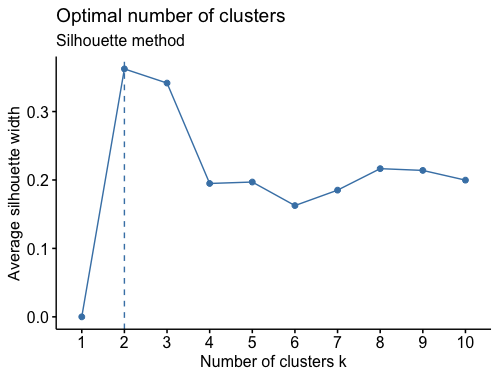 Optimal number of clusters
Silhouette method
Average silhouette width
0.3
0.2
0.1
0.0
1 2 3 4 5 6 7 8 9 10
Number of clusters k